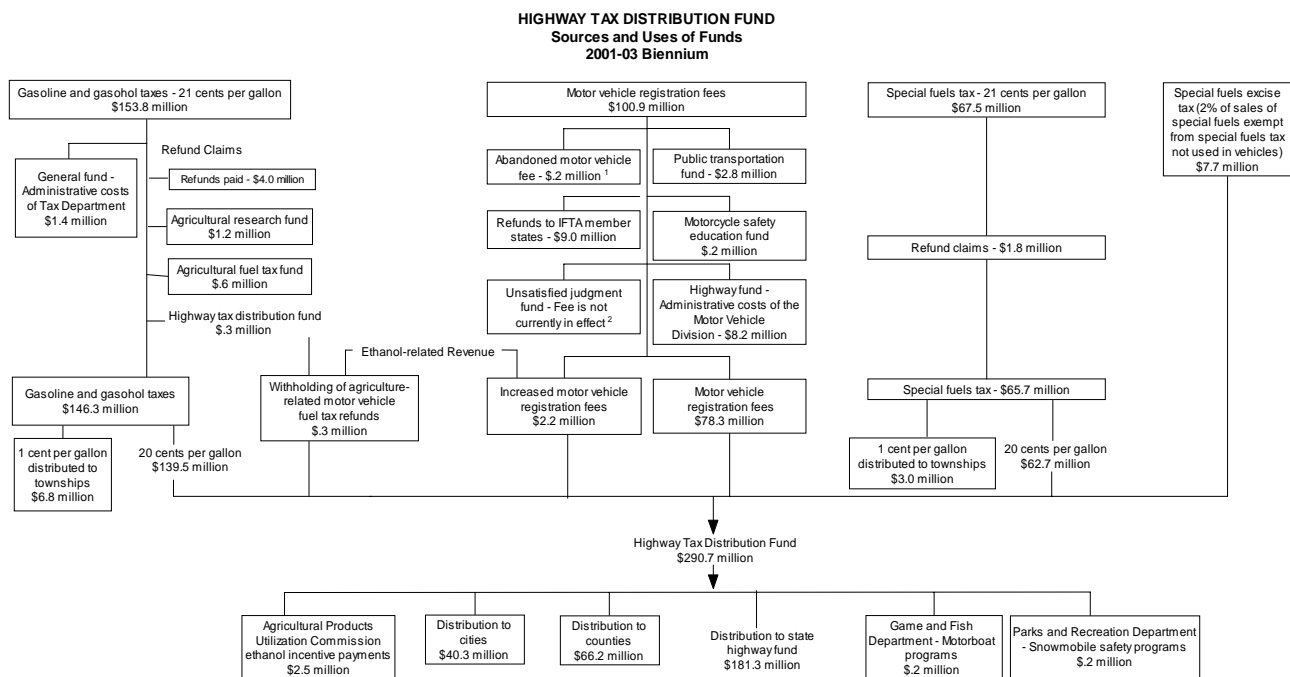 HIGHWAY TAX DISTRIBUTION FUND
Sources and Uses of Funds
2001-03 Biennium
Gasoline and gasohol taxes - 21 cents per gallon
$153.8 million
Motor vehicle registration fees
$100.9 million
Special fuels tax - 21 cents per gallon
$67.5 million
Special fuels excise
tax (2% of sales of
special fuels exempt
from special fuels tax
not used in vehicles)
$7.7 million
Refund Claims
General fund -
Administrative costs
of Tax Department
$1.4 million
Refunds paid - $4.0 million
Agricultural research fund
$1.2 million
Agricultural fuel tax fund
$.6 million
Highway tax distribution fund
$.3 million
Abandoned motor vehicle
fee - $.2 million 1
Public transportation
fund - $2.8 million
Refunds to IFTA member
states - $9.0 million
Motorcycle safety
education fund
$.2 million
Unsatisfied judgment
fund - Fee is not
currently in effect 2
Highway fund -
Administrative costs of the
Motor Vehicle
Division - $8.2 million
Refund claims - $1.8 million
Ethanol-related Revenue
Gasoline and gasohol taxes
$146.3 million
Withholding of agriculture-
related motor vehicle
fuel tax refunds
$.3 million
Increased motor vehicle
registration fees
$2.2 million
Motor vehicle
registration fees
$78.3 million
Special fuels tax - $65.7 million
1 cent per gallon
distributed to
townships
$6.8 million
20 cents per gallon
$139.5 million
1 cent per gallon
distributed to townships
$3.0 million
20 cents per gallon
$62.7 million
Highway Tax Distribution Fund
$290.7 million
Agricultural Products
Utilization Commission
ethanol incentive payments
$2.5 million
Distribution to
cities
$40.3 million
Distribution to
counties
$66.2 million
Distribution to state
highway fund
$181.3 million
Game and Fish
Department - Motorboat
programs
$.2 million
Parks and Recreation Department
- Snowmobile safety programs
$.2 million